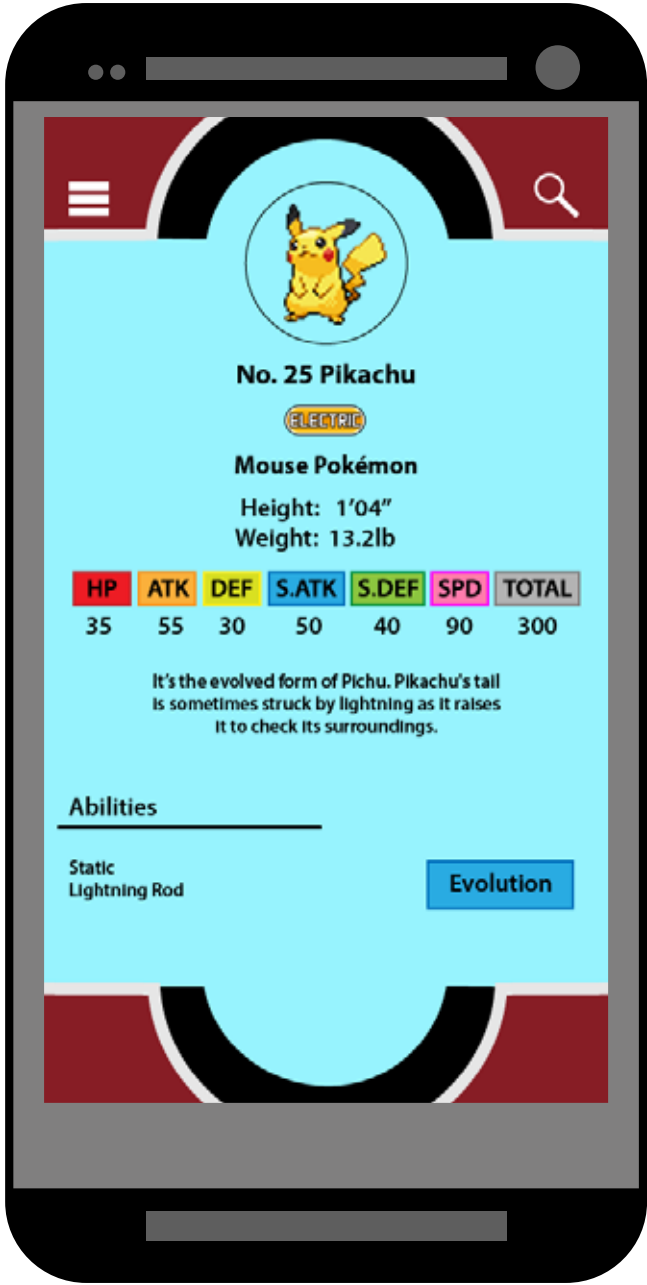 No. 25 Pikachu
ELECTRIC
Mouse Pokémon
Height: 1'04”
Weight: 13.2lb
HP ATK DEF S.ATK S.DEF SPD TOTAL
35 55 30 50 40 90 300
It's the evolved form of Pichu. Pikachu's tail
is sometimes struck by lightning as it raises
it to check its surroundings.
Abilities
Static
Lightning Rod
Evolution